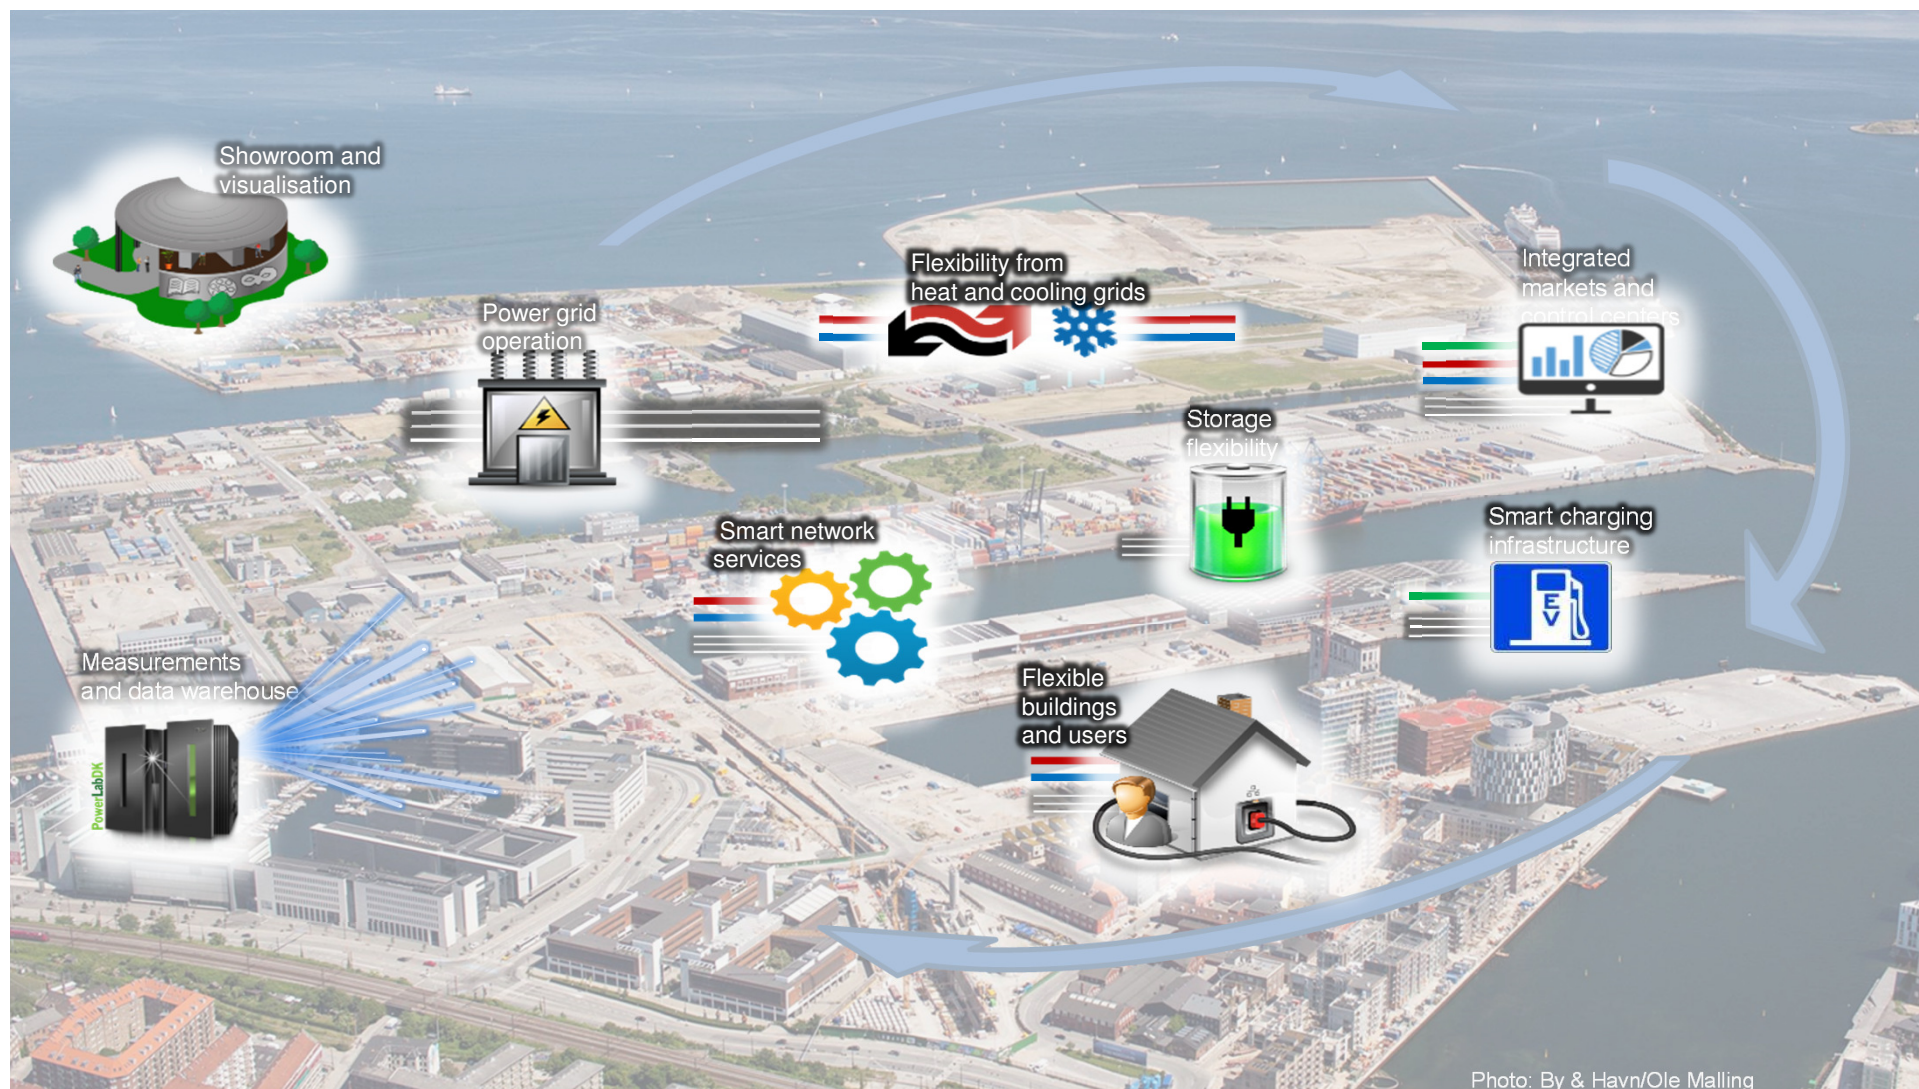 Showroom and
visualisation
Power grid
operation
Flexibility from
heat and cooling grids
Integrated
markets and
control centers
Storage
flexibility
Smart charging
infrastructure
EV
Smart network
services
Measurements
and data warehouse
PowerLabDK
Flexible
buildings
and users
Photo: By & Havn/Ole Malling